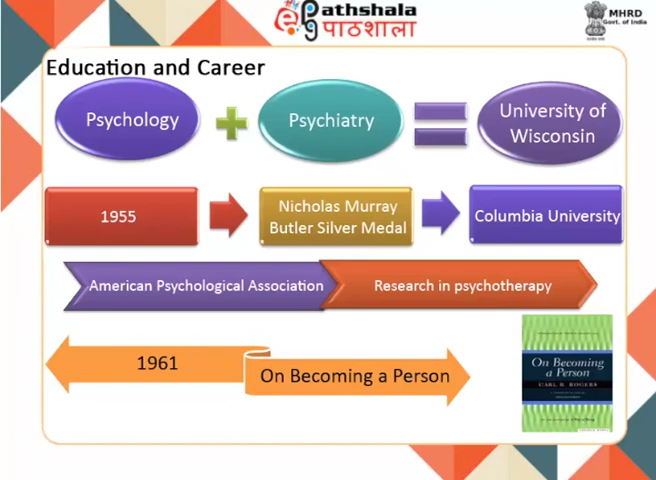 Pathshala
पाठशाला
MHRD
Govt. of India
Education and Career
Psychology
Psychiatry
University of
Wisconsin
1955
Nicholas Murray
Butler Silver Medal
Columbia University
American Psychological Association
Research in psychotherapy
1961
On Becoming a Person
On Becoming
a Person
CARL R. ROGERS